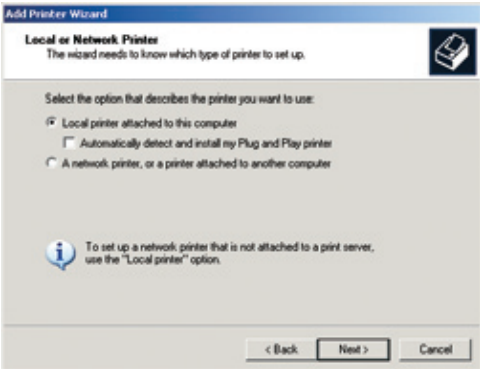 Add Printer Wizard
Local or Network Printer
The wizard needs to know which type of printer to set up.
Select the option that describes the printer you want to use:
Local printer attached to this computer
Automatically detect and install my Plug and Play printer
A network printer, or a printer attached to another computer
To set up a network printer that is not attached to a print server,
use the "Local printer" option.
< Back Next > Cancel